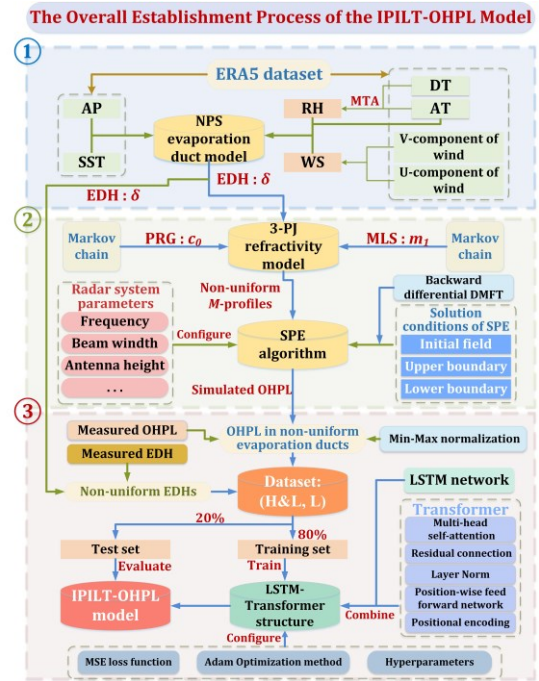 The Overall Establishment Process of the IPILT-OHPL Model
1
ERA5 dataset
AP
SST
NPS
evaporation
duct model
RH
WS
MTA
DT
AT
V-component of
wind
U-component of
wind
EDH : δ
EDH : δ
2
Markov
chain
PRG : c0
3-PJ
refractivity
model
MLS : m1
Markov
chain
Radar system
parameters
Frequency
Beam windth
Antenna height
...
Non-uniform
M-profiles
Configure
SPE
algorithm
Backward
differential DMFT
Solution
conditions of SPE
Initial field
Upper boundary
Lower boundary
Simulated OHPL
3
Measured OHPL
Measured EDH
OHPL in non-uniform
evaporation ducts
Min-Max normalization
Non-uniform EDHs
Dataset:
(H&L, L)
LSTM network
20%
80%
Test set
Training set
Evaluate
Train
IPILT-OHPL
model
LSTM-
Transformer
structure
Combine
Transformer
Multi-head
self-attention
Residual connection
Layer Norm
Position-wise feed
forward network
Positional encoding
Configure
MSE loss function
Adam Optimization method
Hyperparameters